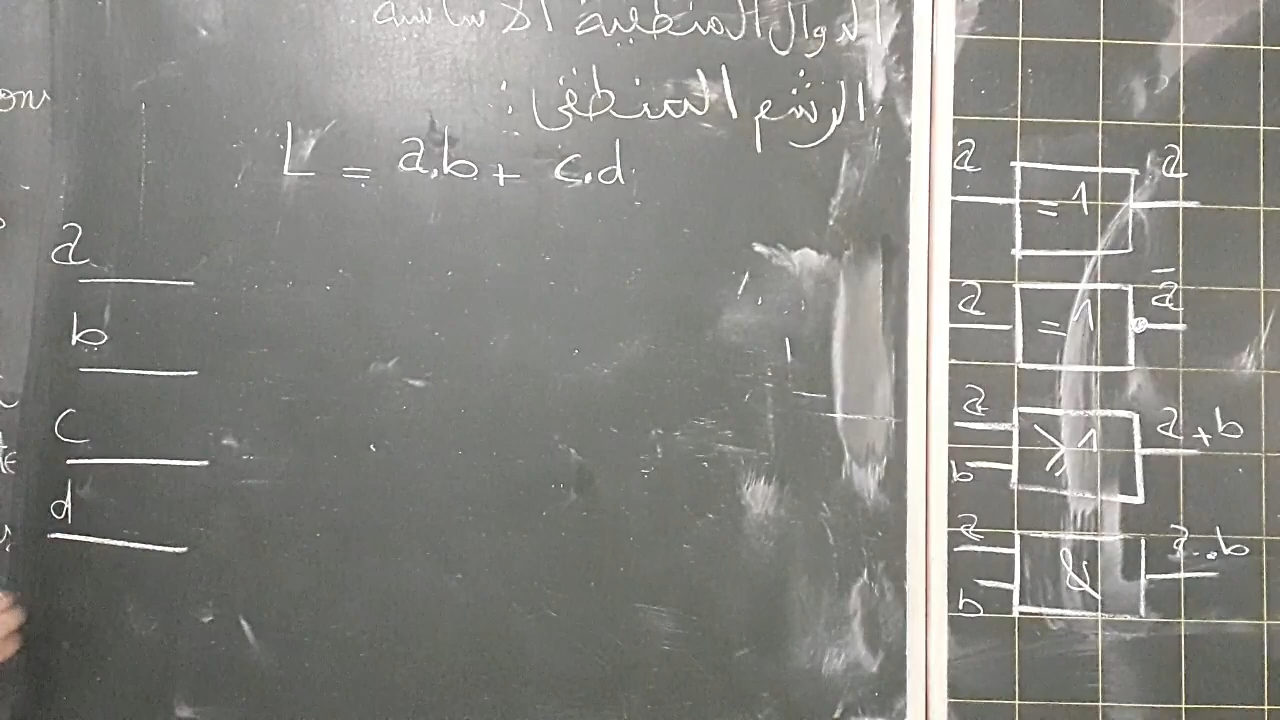 الدوال المنطقية الأساسية
الرسم المنطقي :
L = a.b + c.d
a
b
c
d
a =1 a
a =1 a̅
a
b
≥1 a+b
a
b
& a.b